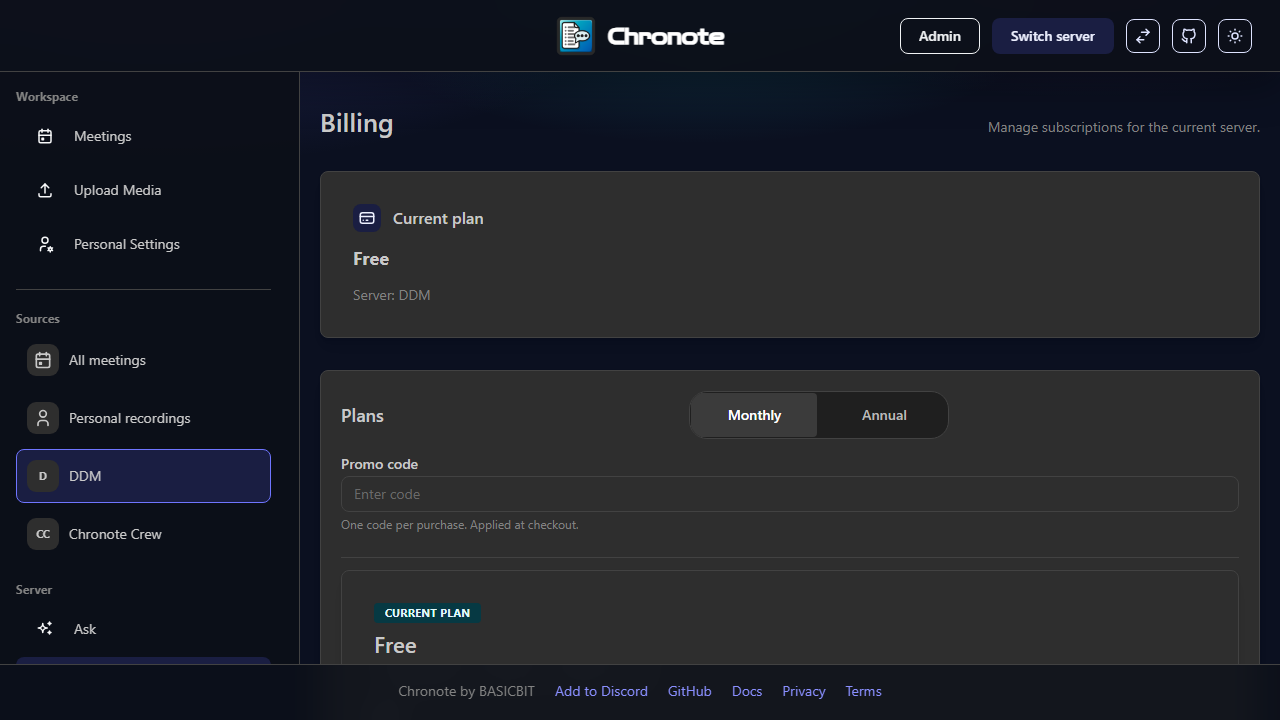 Chronote
Admin
Switch server
Workspace
Meetings
Upload Media
Personal Settings
Sources
All meetings
Personal recordings
D
DDM
CC
Chronote Crew
Server
Ask
Billing
Manage subscriptions for the current server.
Current plan
Free
Server: DDM
Plans
Monthly
Annual
Promo code
Enter code
One code per purchase. Applied at checkout.
CURRENT PLAN
Free
Chronote by BASICBIT
Add to Discord
GitHub
Docs
Privacy
Terms